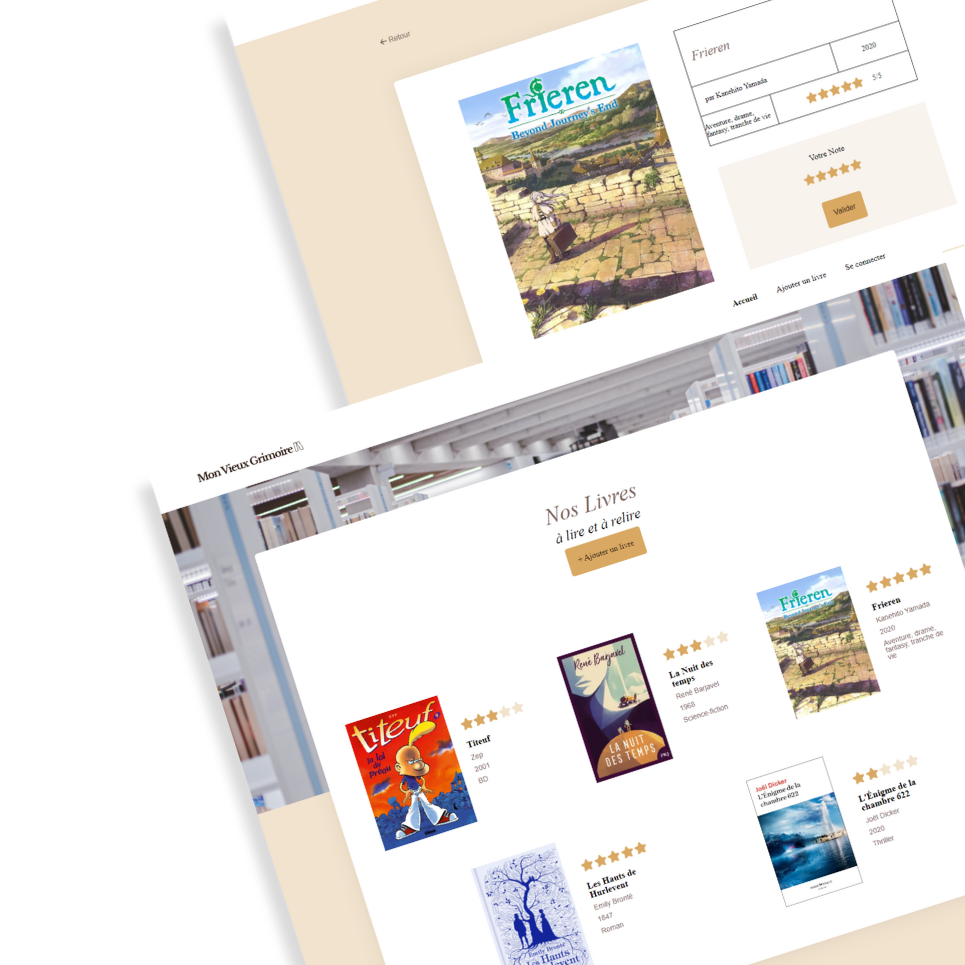 ← Retour
Frieren
Beyond Journey's End
Frieren
2020
par Kanehito Yamada
5/5
Aventure, drame,
fantasy, tranche de vie
Votre Note
Valider
Mon Vieux Grimoire
Accueil
Ajouter un livre
Se connecter
Nos Livres
à lire et à relire
+ Ajouter un livre
titeuf
la loi
du
Préau
Titeuf
Zep
2001
BD
René Barjavel
LA NUIT
DES TEMPS
La Nuit des
temps
René Barjavel
1968
Science-fiction
Frieren
Frieren
Kanehito Yamada
2020
Aventure, drame,
fantasy, tranche de
vie
Emily Brontë
Les Hauts de
Hurlevent
Emily Brontë
1847
Roman
Joël Dicker
L'Énigme de la
chambre 622
L'Énigme de la
chambre 622
Joël Dicker
2020
Thriller